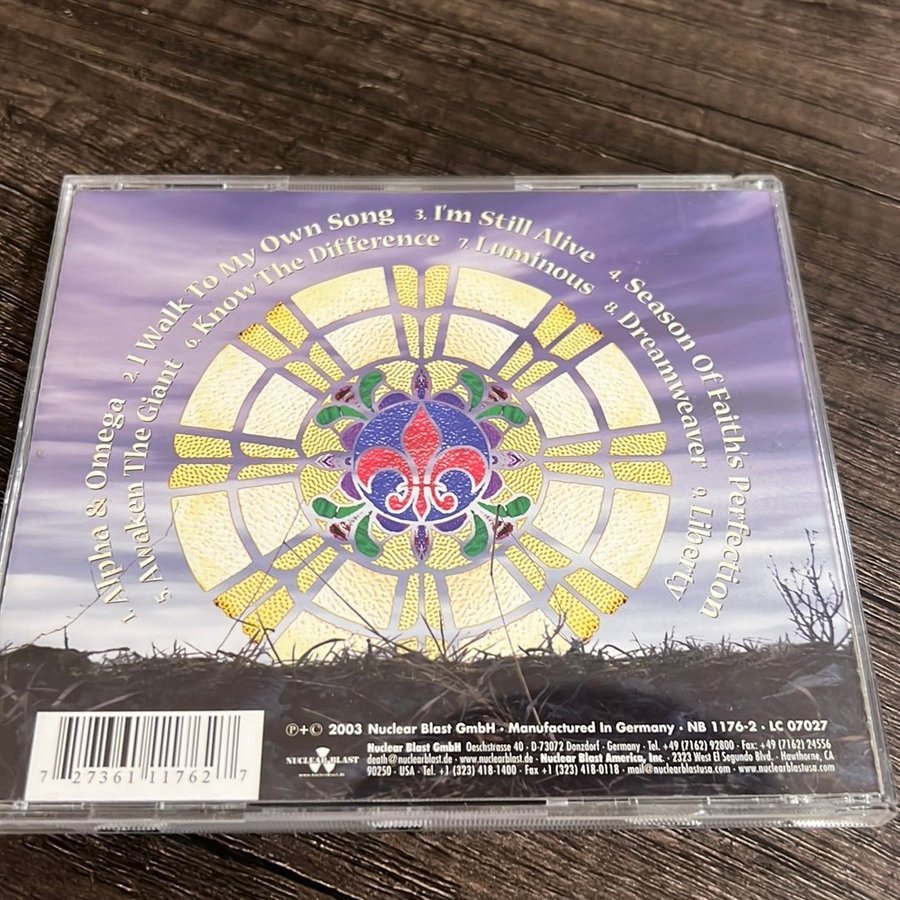 1. Alpha & Omega 2. I Walk To My Own Song 3. I'm Still Alive 4. Season Of Faith's Perfection
5. Awaken The Giant 6. Know The Difference 7. Luminous 8. Dreamweaver 9. Liberty
7 27361 11762 7
NUCLEAR BLAST
www.nuclearblast.de
℗+© 2003 Nuclear Blast GmbH • Manufactured In Germany • NB 1176-2 • LC 07027
Nuclear Blast GmbH Oeschstrasse 40 - D-73072 Donzdorf - Germany - Tel. +49 (7162) 92800 - Fax: +49 (7162) 24556
death@nuclearblast.de - www.nuclearblast.de - Nuclear Blast America, Inc. - 2323 West El Segundo Blvd. - Hawthorne, CA
90250 - USA - Tel. +1 (323) 418-1400 - Fax +1 (323) 418-0118 - mail@nuclearblastusa.com - www.nuclearblastusa.com